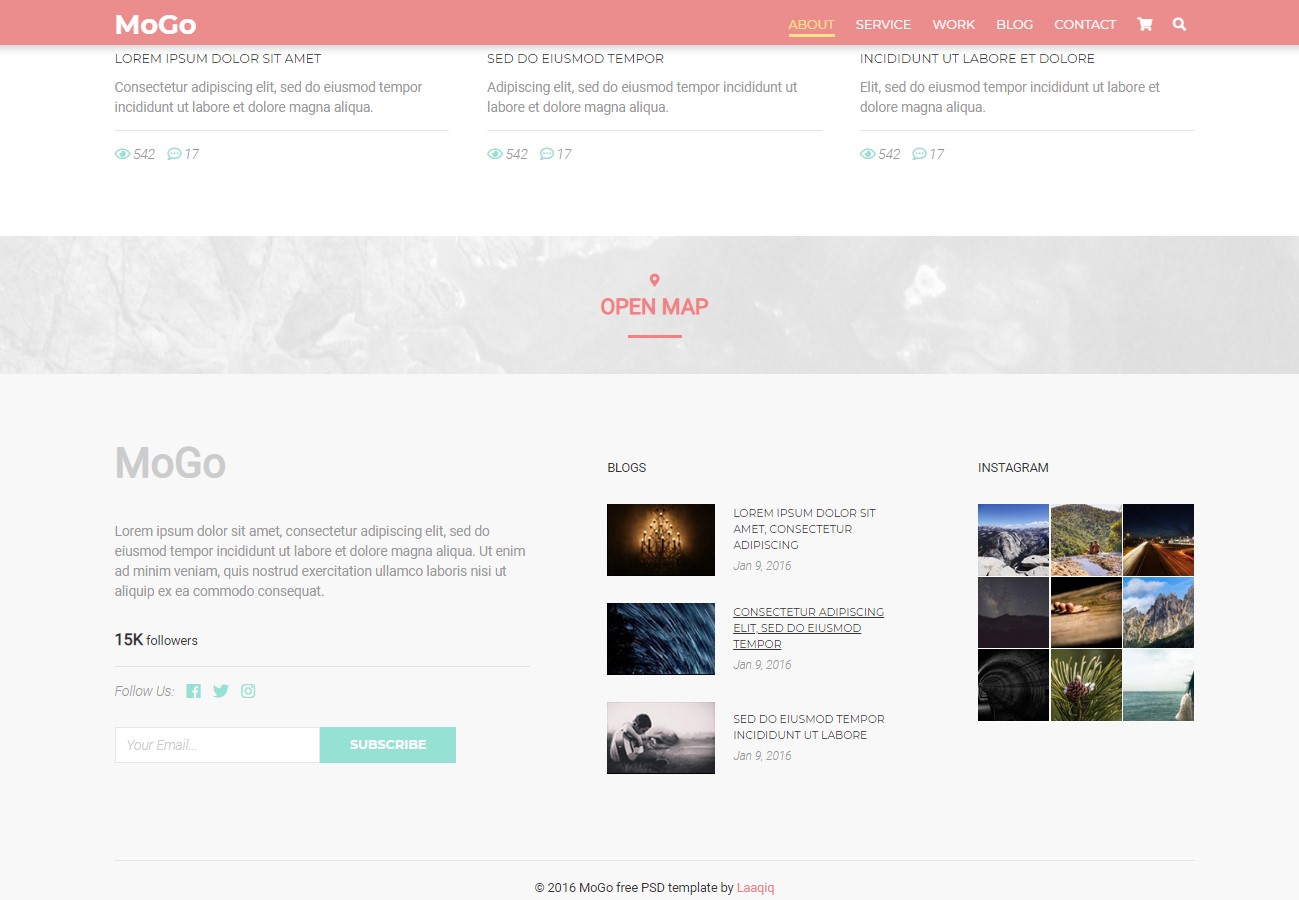 MoGo
ABOUT SERVICE WORK BLOG CONTACT
LOREM IPSUM DOLOR SIT AMET
Consectetur adipiscing elit, sed do eiusmod tempor
incididunt ut labore et dolore magna aliqua.
542 17
SED DO EIUSMOD TEMPOR
Adipiscing elit, sed do eiusmod tempor incididunt ut
labore et dolore magna aliqua.
542 17
INCIDIDUNT UT LABORE ET DOLORE
Elit, sed do eiusmod tempor incididunt ut labore et
dolore magna aliqua.
542 17
OPEN MAP
MoGo
Lorem ipsum dolor sit amet, consectetur adipiscing elit, sed do
eiusmod tempor incididunt ut labore et dolore magna aliqua. Ut enim
ad minim veniam, quis nostrud exercitation ullamco laboris nisi ut
aliquip ex ea commodo consequat.
15K followers
Follow Us:
Your Email...
SUBSCRIBE
BLOGS
LOREM IPSUM DOLOR SIT
AMET, CONSECTETUR
ADIPISCING
Jan 9, 2016
CONSECTETUR ADIPISCING
ELIT, SED DO EIUSMOD
TEMPOR
Jan 9, 2016
SED DO EIUSMOD TEMPOR
INCIDIDUNT UT LABORE
Jan 9, 2016
INSTAGRAM
© 2016 MoGo free PSD template by Laaqiq